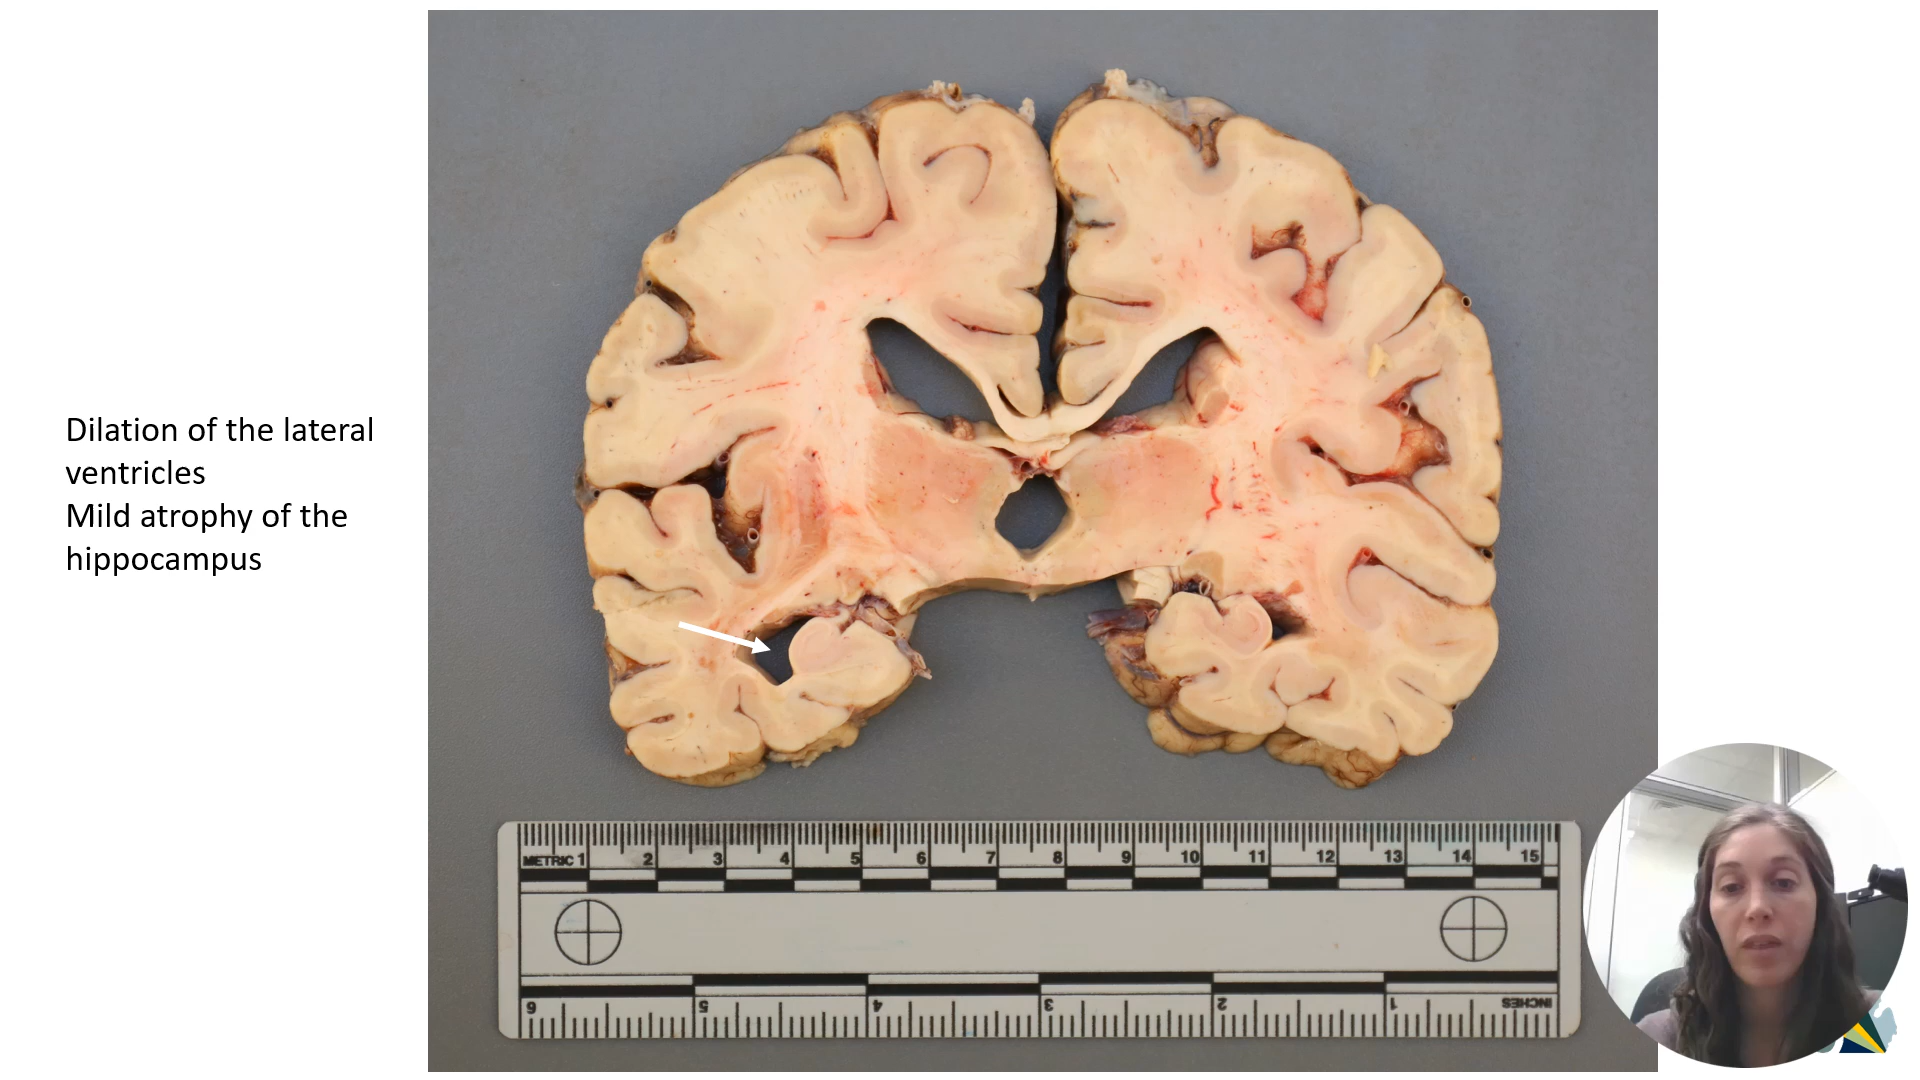 Dilation of the lateral
ventricles
Mild atrophy of the
hippocampus
METRIC 1 2 3 4 5 6 7 8 9 10 11 12 13 14 15
6 5 4 3 2 1 INCHES